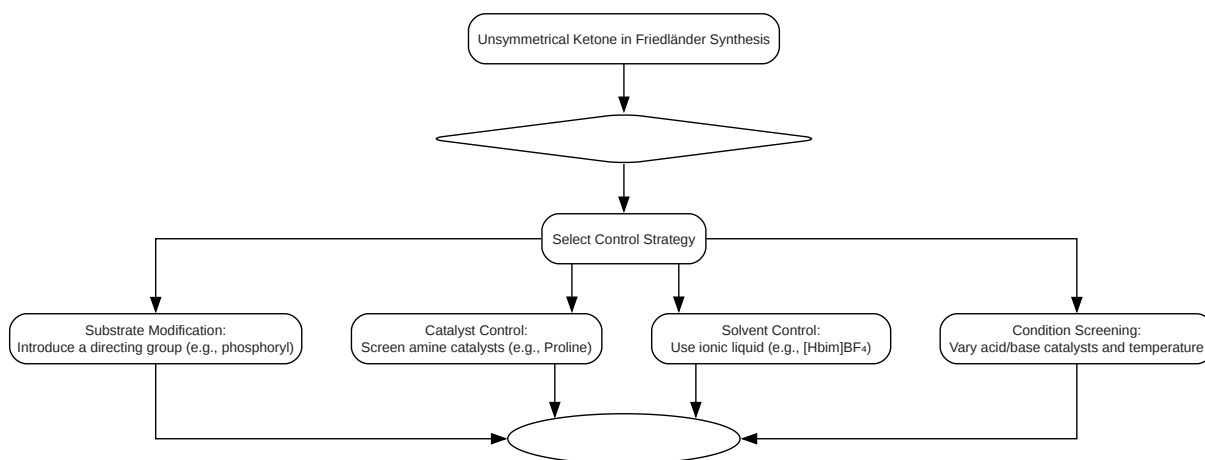 Unsymmetrical Ketone in Friedländer Synthesis
Select Control Strategy
Substrate Modification:
Introduce a directing group (e.g., phosphoryl)
Catalyst Control:
Screen amine catalysts (e.g., Proline)
Solvent Control:
Use ionic liquid (e.g., [Hbim]BF₄)
Condition Screening:
Vary acid/base catalysts and temperature